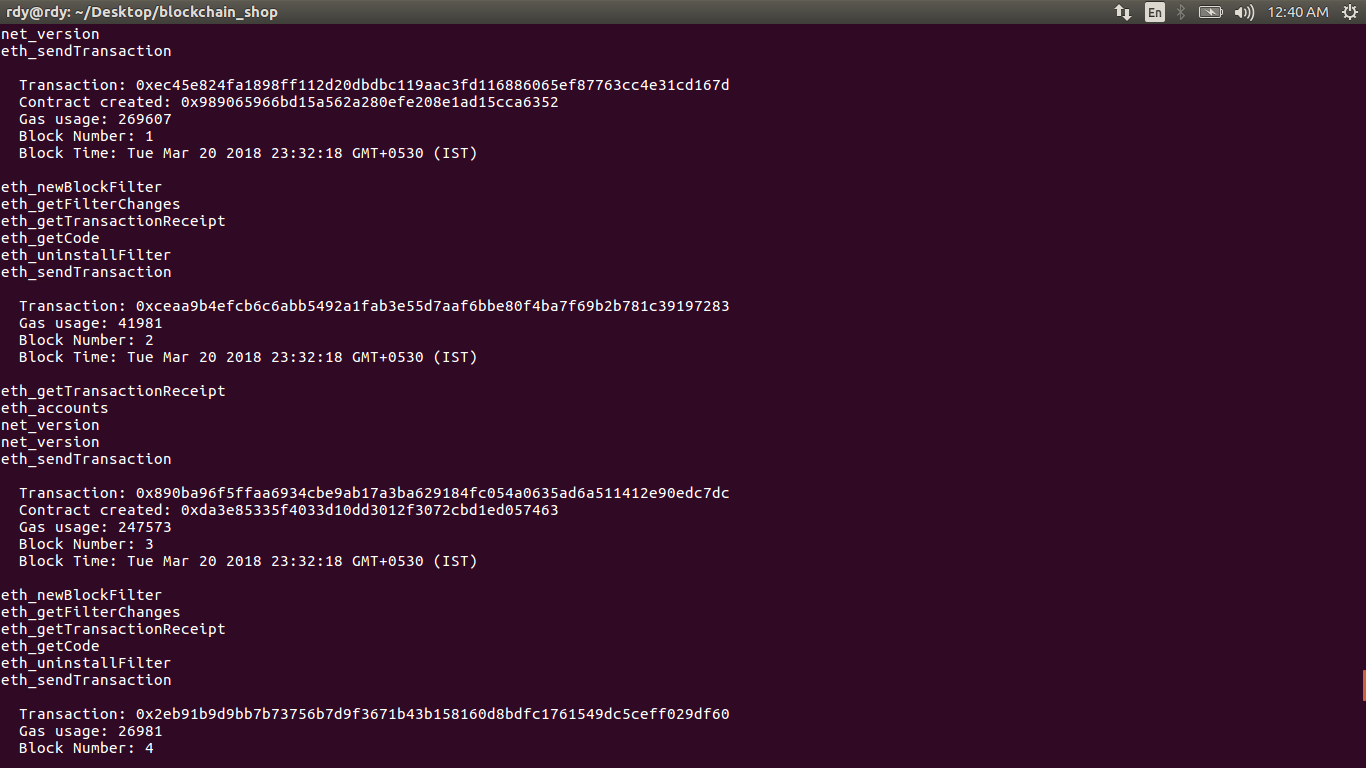 rdy@rdy: ~/Desktop/blockchain_shop
En
12:40 AM
net_version
eth_sendTransaction
Transaction: 0xec45e824fa1898ff112d20dbdbc119aac3fd116886065ef87763cc4e31cd167d
Contract created: 0x989065966bd15a562a280efe208e1ad15cca6352
Gas usage: 269607
Block Number: 1
Block Time: Tue Mar 20 2018 23:32:18 GMT+0530 (IST)
eth_newBlockFilter
eth_getFilterChanges
eth_getTransactionReceipt
eth_getCode
eth_uninstallFilter
eth_sendTransaction
Transaction: 0xceaa9b4efcb6c6abb5492a1fab3e55d7aaf6bbe80f4ba7f69b2b781c39197283
Gas usage: 41981
Block Number: 2
Block Time: Tue Mar 20 2018 23:32:18 GMT+0530 (IST)
eth_getTransactionReceipt
eth_accounts
net_version
net_version
eth_sendTransaction
Transaction: 0x890ba96f5ffaa6934cbe9ab17a3ba629184fc054a0635ad6a511412e90edc7dc
Contract created: 0xda3e85335f4033d10dd3012f3072cbd1ed057463
Gas usage: 247573
Block Number: 3
Block Time: Tue Mar 20 2018 23:32:18 GMT+0530 (IST)
eth_newBlockFilter
eth_getFilterChanges
eth_getTransactionReceipt
eth_getCode
eth_uninstallFilter
eth_sendTransaction
Transaction: 0x2eb91b9d9bb7b73756b7d9f3671b43b158160d8bdfc1761549dc5ceff029df60
Gas usage: 26981
Block Number: 4